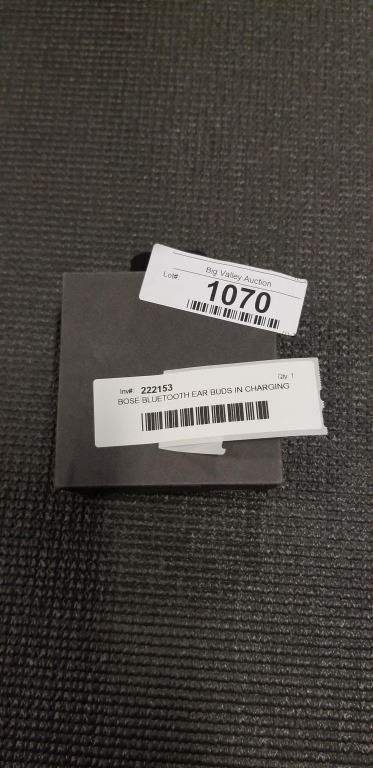 Big Valley Auction
Lot#: 1070
Inv#: 222153 Qty: 1
BOSE BLUETOOTH EAR BUDS IN CHARGING